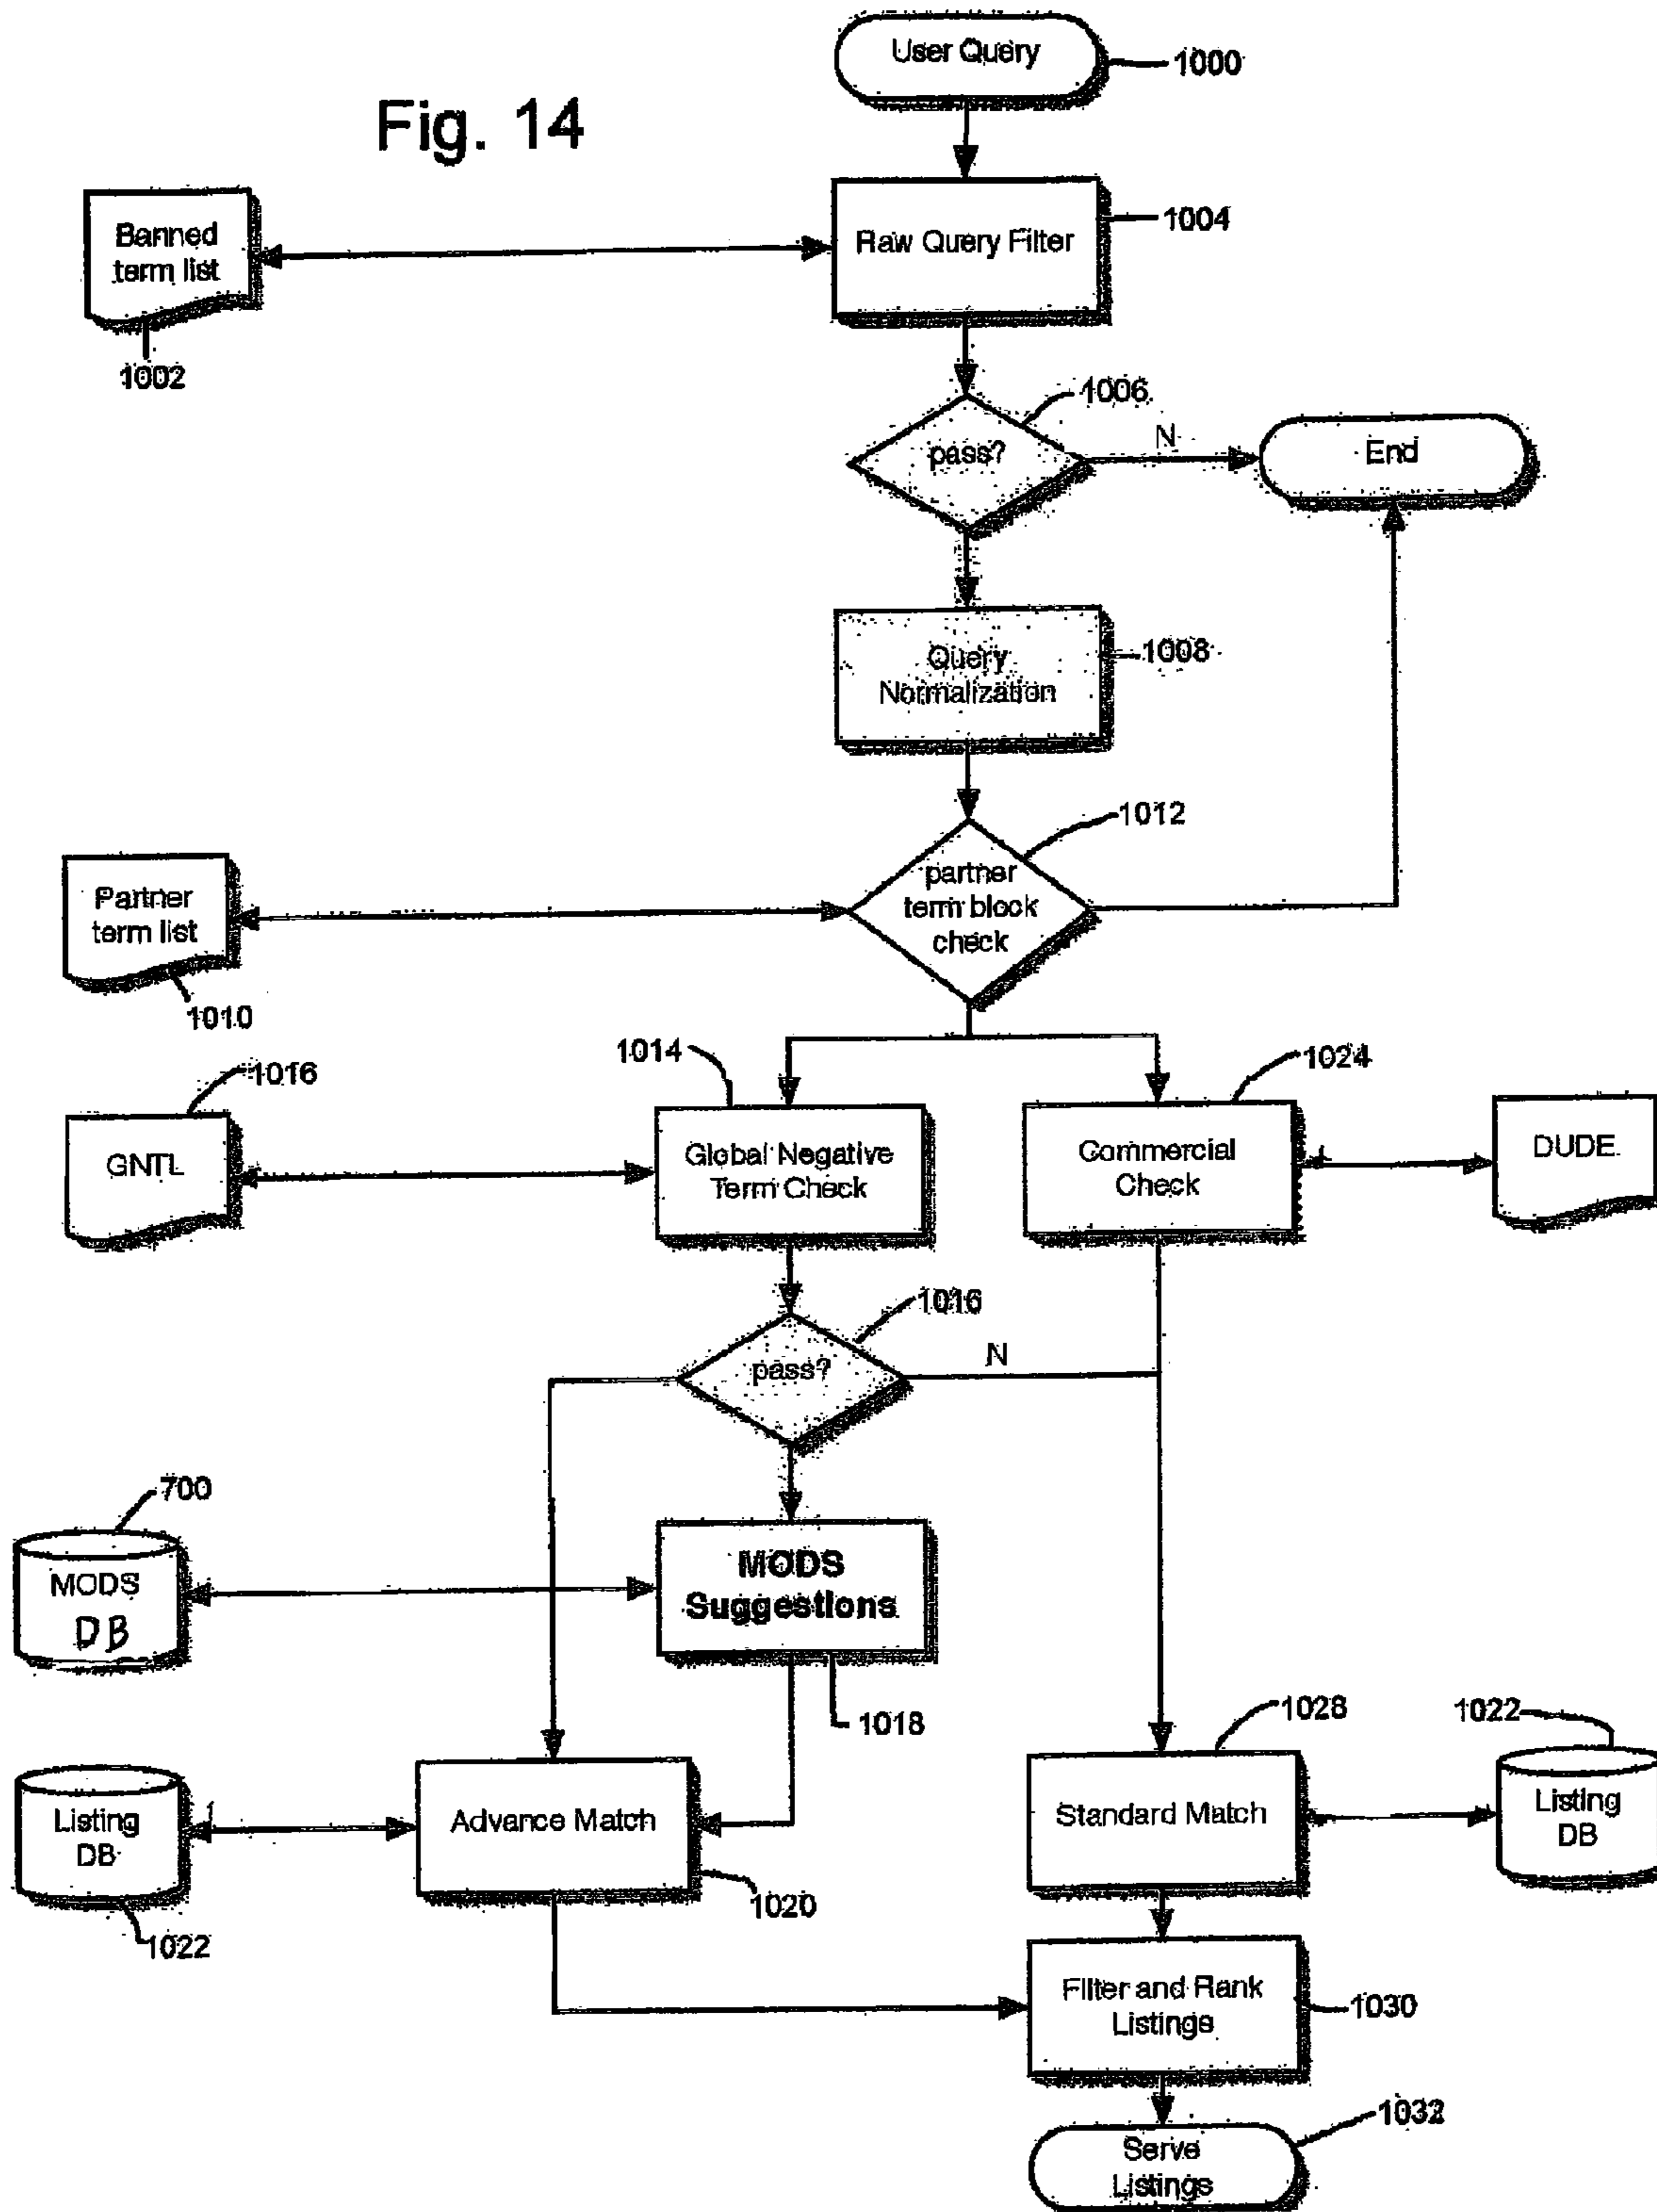 User Query
1000
Fig. 14
Banned
term list
1002
Raw Query Filter
1004
pass?
1006
N
End
Query
Normalization
1008
Partner
term list
1010
partner
term block
check
1012
GNTL
1016
1014
Global Negative
Term Check
1024
Commercial
Check
DUDE
pass?
1016
N
700
MODS
DB
MODS
Suggestions
1018
Listing
DB
1022
Advance Match
1020
1028
Standard Match
1022
Listing
DB
Filter and Rank
Listings
1030
Serve
Listings
1032